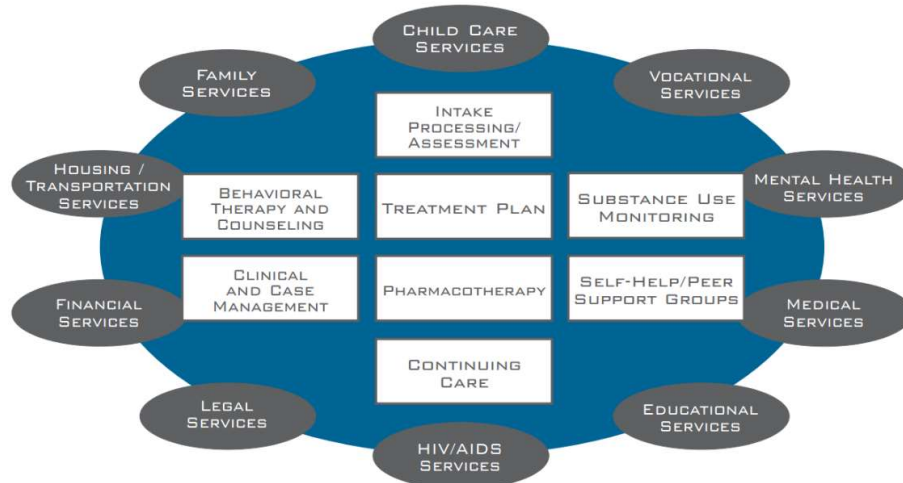 Child Care
Services
Family
Services
Vocational
Services
Intake
Processing/
Assessment
Housing /
Transportation
Services
Behavioral
Therapy and
Counseling
Treatment Plan
Substance Use
Monitoring
Mental Health
Services
Financial
Services
Clinical
and Case
Management
Pharmacotherapy
Self-Help/Peer
Support Groups
Medical
Services
Continuing
Care
Legal
Services
HIV/AIDS
Services
Educational
Services